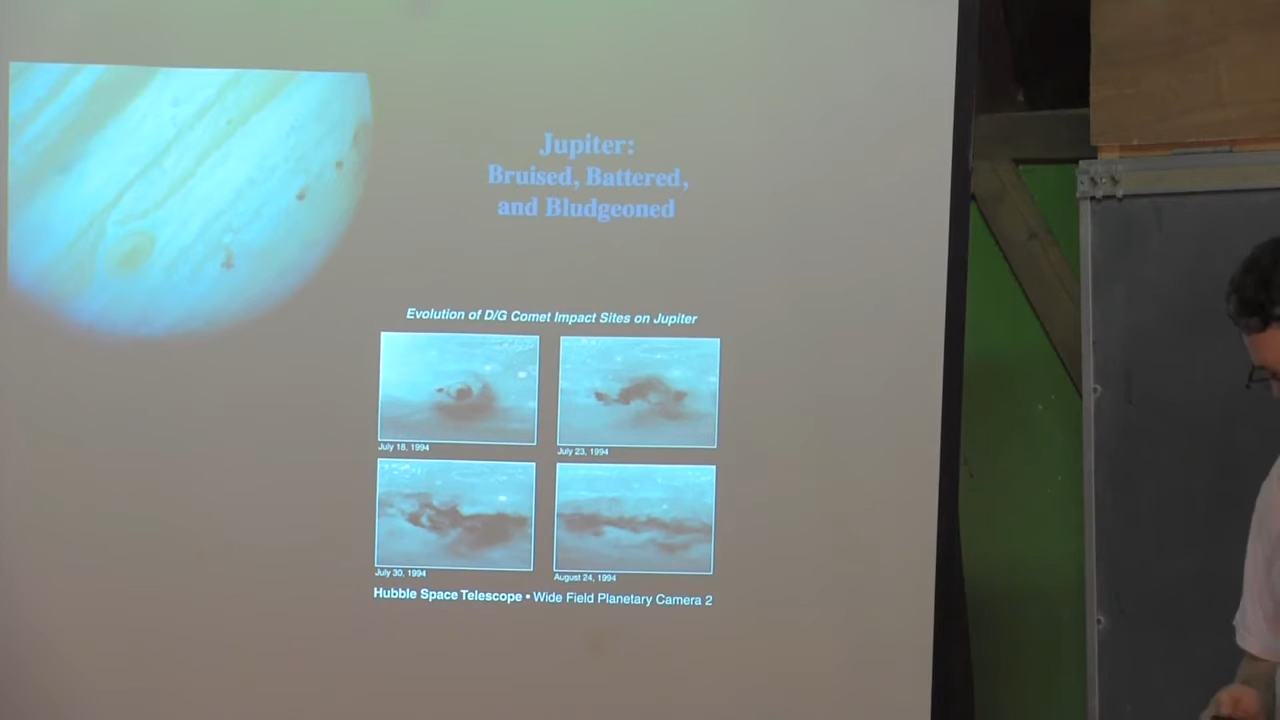 Jupiter:
Bruised, Battered,
and Bludgeoned
Evolution of D/G Comet Impact Sites on Jupiter
July 18, 1994
July 23, 1994
July 30, 1994
August 24, 1994
Hubble Space Telescope • Wide Field Planetary Camera 2